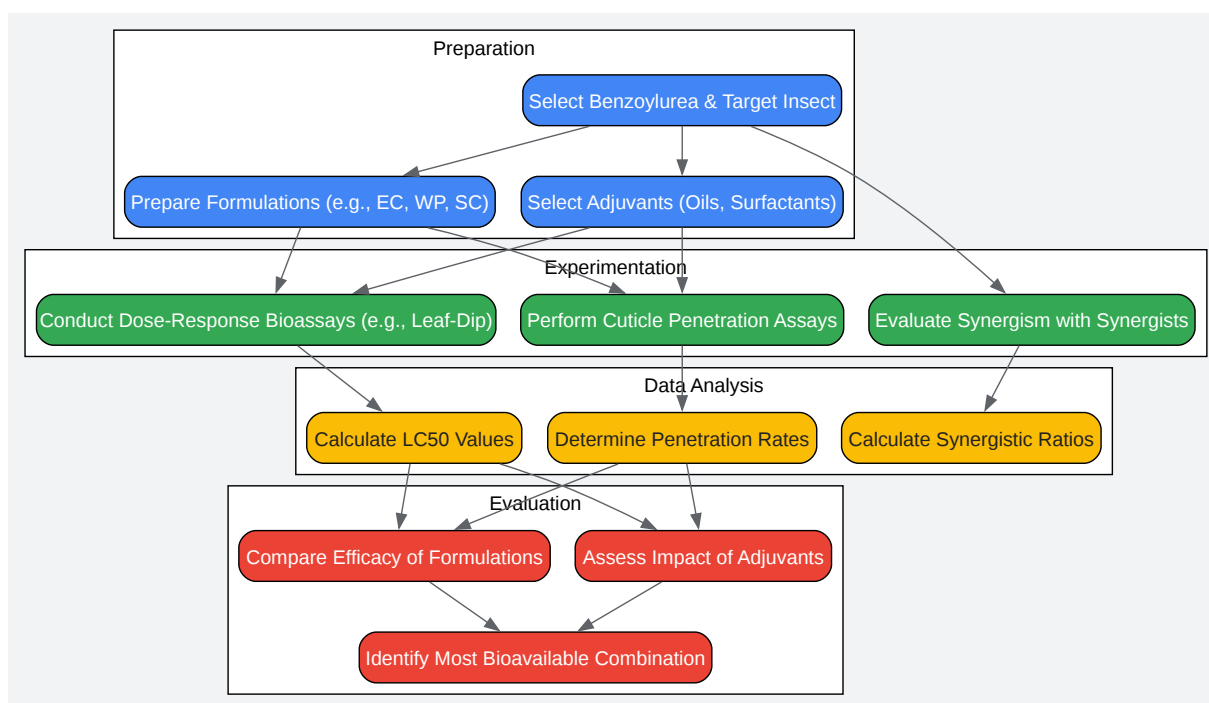 Preparation
Select Benzoylurea & Target Insect
Prepare Formulations (e.g., EC, WP, SC)
Select Adjuvants (Oils, Surfactants)
Experimentation
Conduct Dose-Response Bioassays (e.g., Leaf-Dip)
Perform Cuticle Penetration Assays
Evaluate Synergism with Synergists
Data Analysis
Calculate LC50 Values
Determine Penetration Rates
Calculate Synergistic Ratios
Evaluation
Compare Efficacy of Formulations
Assess Impact of Adjuvants
Identify Most Bioavailable Combination